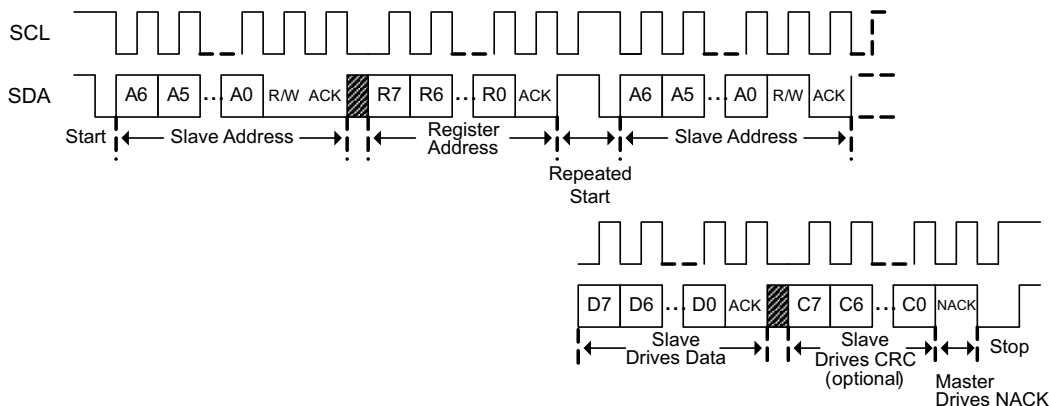 SCL
SDA
A6 A5 ... A0 R/W ACK R7 R6 ... R0 ACK A6 A5 ... A0 R/W ACK
Start
Slave Address
Register
Address
Repeated
Start
Slave Address
D7 D6 ... D0 ACK C7 C6 ... C0 NACK
Slave
Drives Data
Slave
Drives CRC
(optional)
Master
Drives NACK
Stop